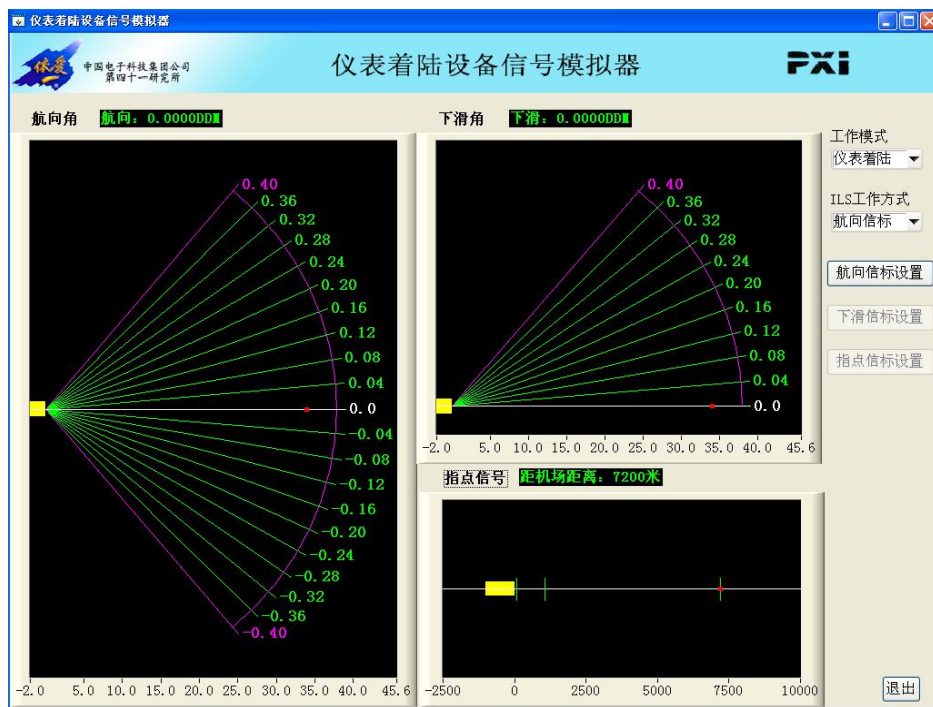 仪表着陆设备信号模拟器
依爱
中国电子科技集团公司
第四十一研究所
仪表着陆设备信号模拟器
PXI
航向角
航向: 0.0000DDM
0.40
0.36
0.32
0.28
0.24
0.20
0.16
0.12
0.08
0.04
0.0
-0.04
-0.08
-0.12
-0.16
-0.20
-0.24
-0.28
-0.32
-0.36
-0.40
-2.0 5.0 10.0 15.0 20.0 25.0 30.0 35.0 40.0 45.6
下滑角
下滑: 0.0000DDM
0.40
0.36
0.32
0.28
0.24
0.20
0.16
0.12
0.08
0.04
0.0
-2.0 5.0 10.0 15.0 20.0 25.0 30.0 35.0 40.0 45.6
指点信号
距机场距离: 7200米
-2500 0 2500 5000 7500 10000
工作模式
仪表着陆
ILS工作方式
航向信标
航向信标设置
下滑信标设置
指点信标设置
退出